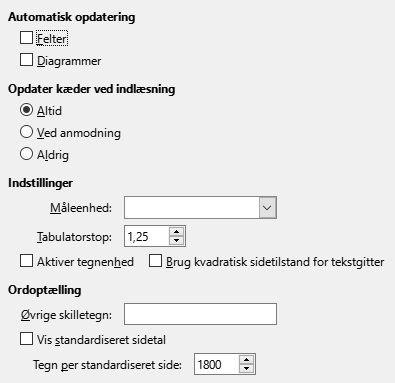 Automatisk opdatering
Felter
Diagrammer
Opdater kæder ved indlæsning
Altid
Ved anmodning
Aldrig
Indstillinger
Måleenhed:
Tabulatorstop: 1,25
Aktiver tegnenhed Brug kvadratisk sidetilstand for tekstgitter
Ordoptælling
Øvrige skilletegn:
Vis standardiseret sidetal
Tegn per standardiseret side: 1800